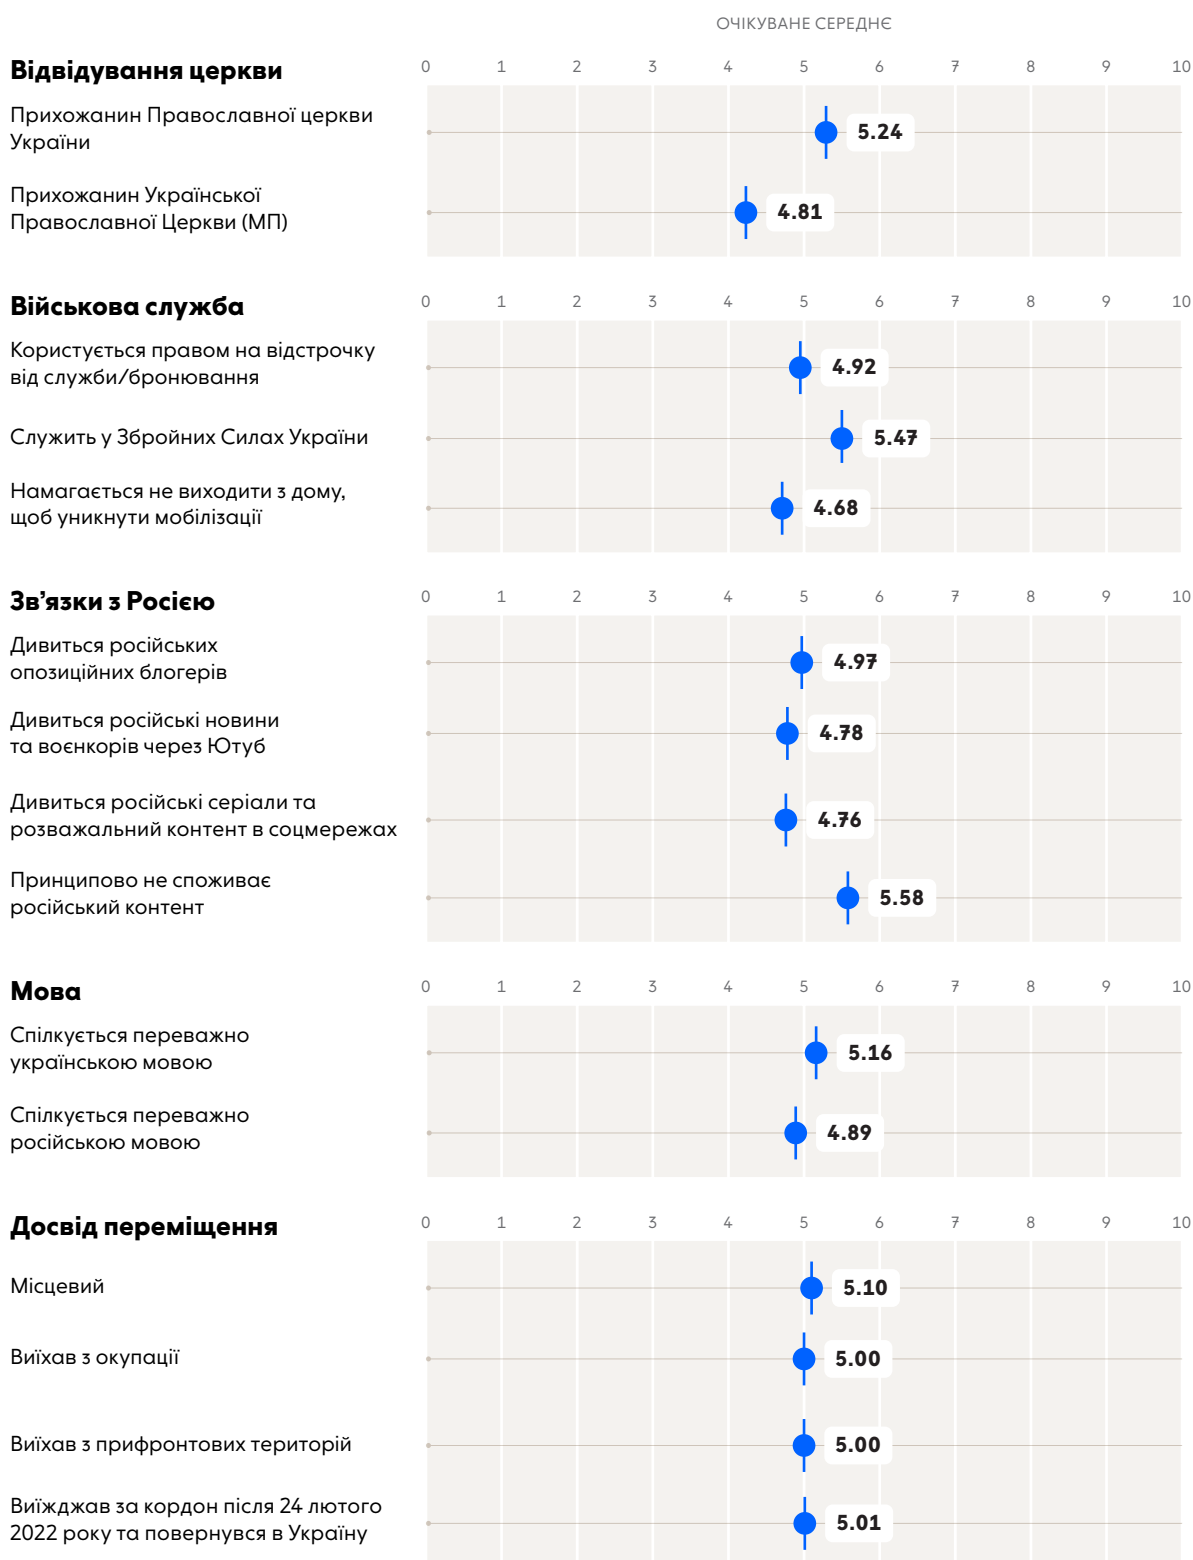 ОЧІКУВАНЕ СЕРЕДНЄ
Відвідування церкви
0 1 2 3 4 5 6 7 8 9 10
Прихожанин Православної церкви
України
5.24
Прихожанин Української
Православної Церкви (МП)
4.81
Військова служба
0 1 2 3 4 5 6 7 8 9 10
Користується правом на відстрочку
від служби/бронювання
4.92
Служить у Збройних Силах України
5.47
Намагається не виходити з дому,
щоб уникнути мобілізації
4.68
Зв’язки з Росією
0 1 2 3 4 5 6 7 8 9 10
Дивиться російських
опозиційних блогерів
4.97
Дивиться російські новини
та воєнкорів через Ютуб
4.78
Дивиться російські серіали та
розважальний контент в соцмережах
4.76
Принципово не споживає
російський контент
5.58
Мова
0 1 2 3 4 5 6 7 8 9 10
Спілкується переважно
українською мовою
5.16
Спілкується переважно
російською мовою
4.89
Досвід переміщення
0 1 2 3 4 5 6 7 8 9 10
Місцевий
5.10
Виїхав з окупації
5.00
Виїхав з прифронтових територій
5.00
Виїжджав за кордон після 24 лютого
2022 року та повернувся в Україну
5.01